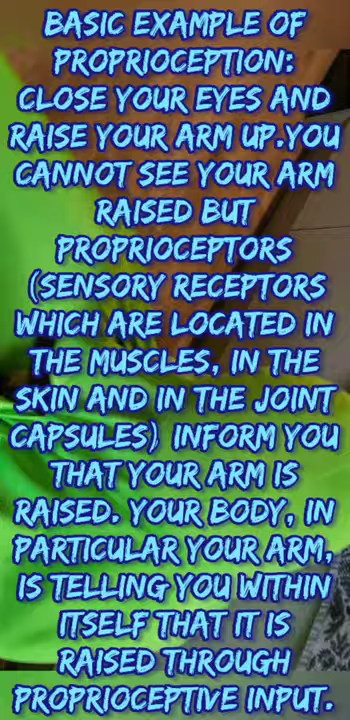 BASIC EXAMPLE OF
PROPRIOCEPTION:
CLOSE YOUR EYES AND
RAISE YOUR ARM UP.YOU
CANNOT SEE YOUR ARM
RAISED BUT
PROPRIOCEPTORS
(SENSORY RECEPTORS
WHICH ARE LOCATED IN
THE MUSCLES, IN THE
SKIN AND IN THE JOINT
CAPSULES) INFORM YOU
THAT YOUR ARM IS
RAISED. YOUR BODY, IN
PARTICULAR YOUR ARM,
IS TELLING YOU WITHIN
ITSELF THAT IT IS
RAISED THROUGH
PROPRIOCEPTIVE INPUT.